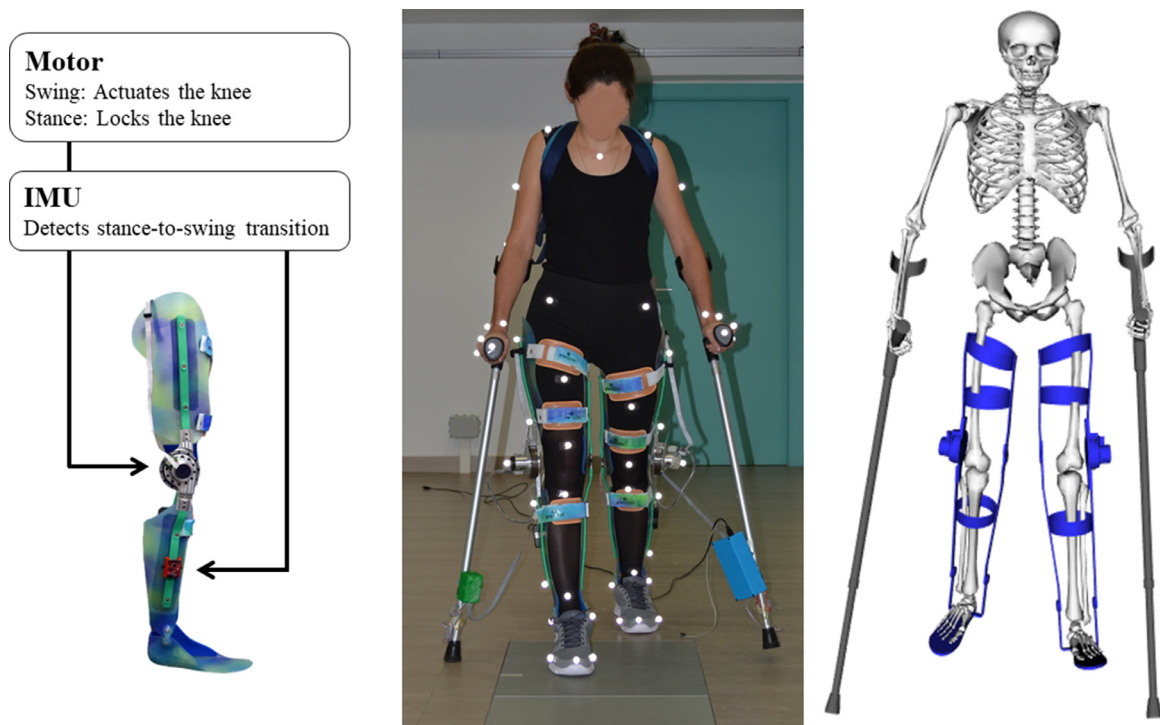 Motor
Swing: Actuates the knee
Stance: Locks the knee
IMU
Detects stance-to-swing transition